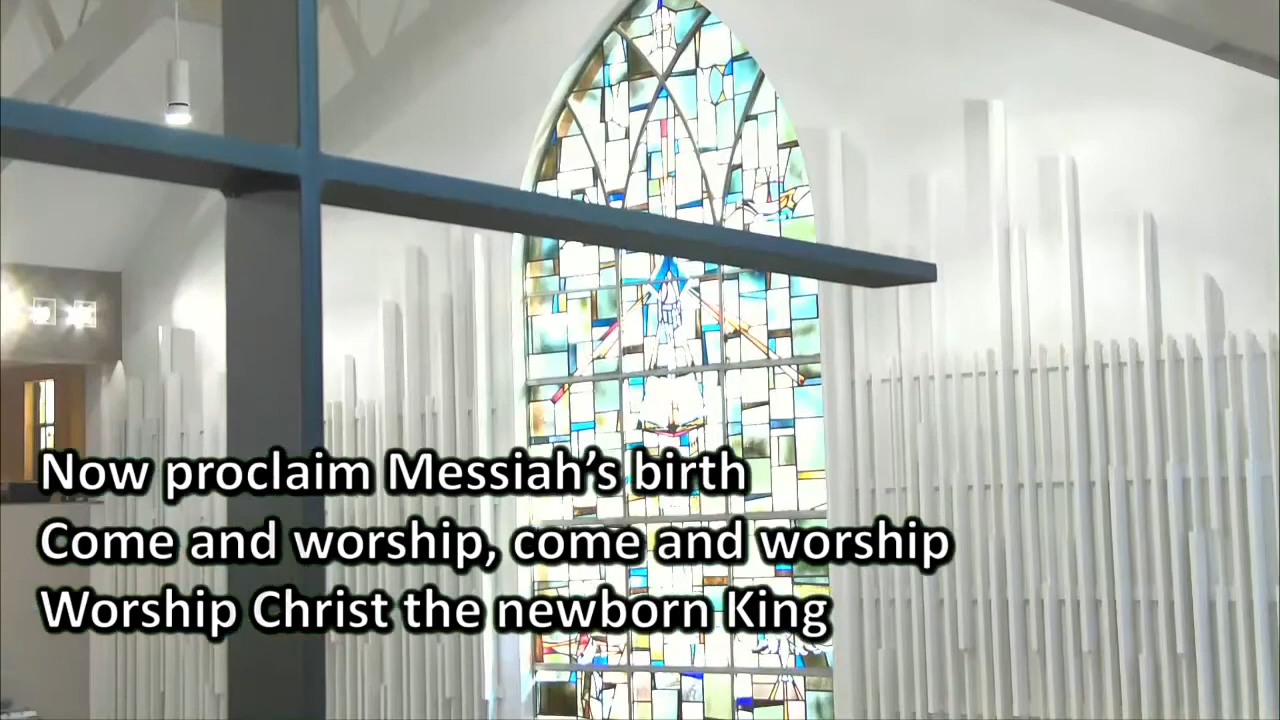 Now proclaim Messiah’s birth
Come and worship, come and worship
Worship Christ the newborn King